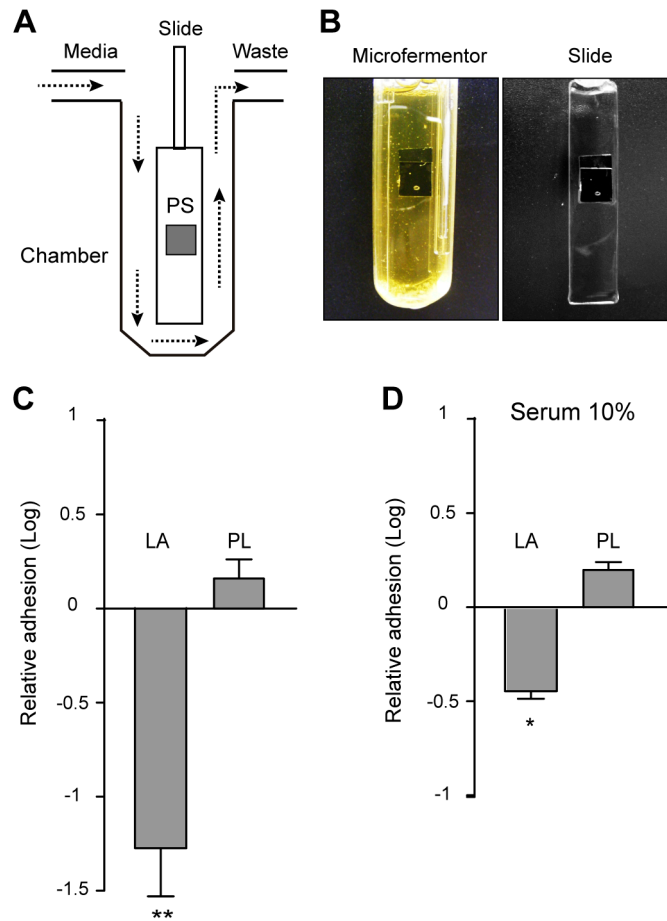 A
Slide
Media
Waste
PS
Chamber
B
Microfermentor
Slide
C
Relative adhesion (Log)
1
0.5
0
-0.5
-1
-1.5
LA
PL
**
D
Serum 10%
Relative adhesion (Log)
1
0.5
0
-0.5
-1
LA
PL
*